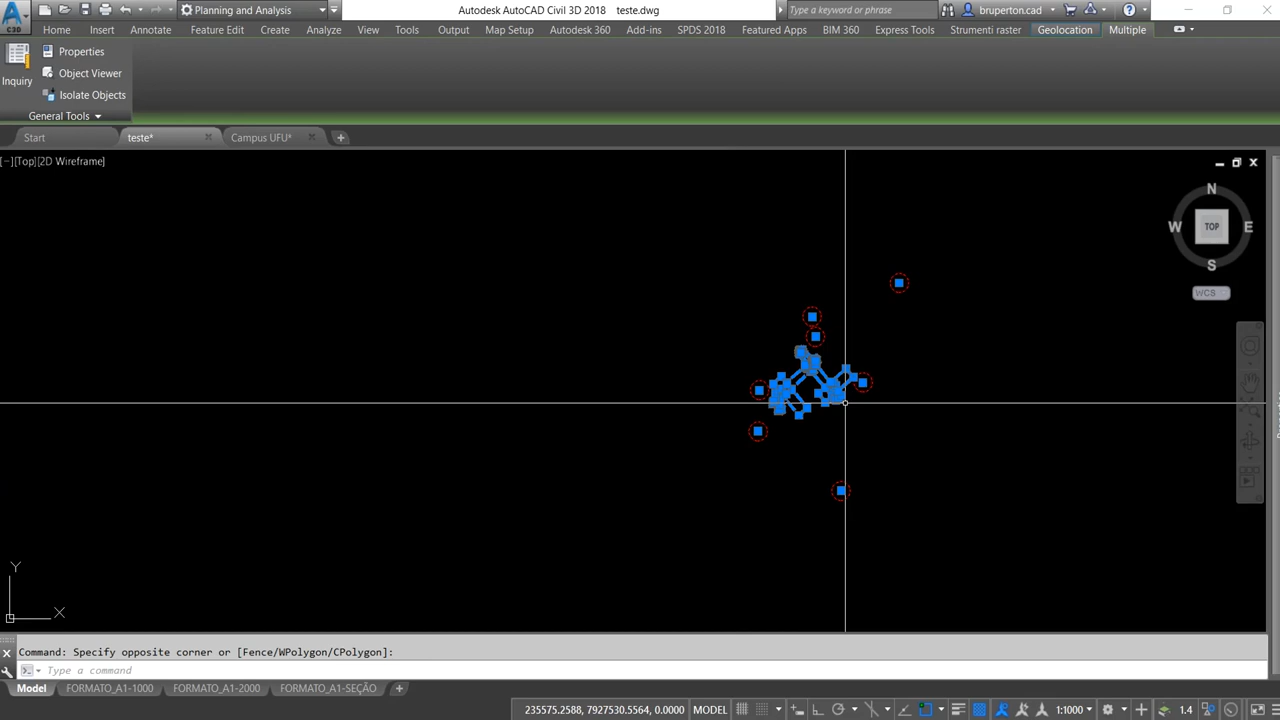 Planning and Analysis
Autodesk AutoCAD Civil 3D 2018 teste.dwg
Type a keyword or phrase
bruperton.cad
C3D
Home Insert Annotate Feature Edit Create Analyze View Tools Output Map Setup Autodesk 360 Add-ins SPDS 2018 Featured Apps BIM 360 Express Tools Strumenti raster Geolocation Multiple
Properties
Object Viewer
Inquiry
Isolate Objects
General Tools
Start teste* Campus UFU*
[−][Top][2D Wireframe]
N
W TOP E
S
WCS
Y
X
Command: Specify opposite corner or [Fence/WPolygon/CPolygon]:
Type a command
Model FORMATO_A1-1000 FORMATO_A1-2000 FORMATO_A1-SEÇÃO
235575.2588, 7927530.5564, 0.0000 MODEL 1:1000 1.4